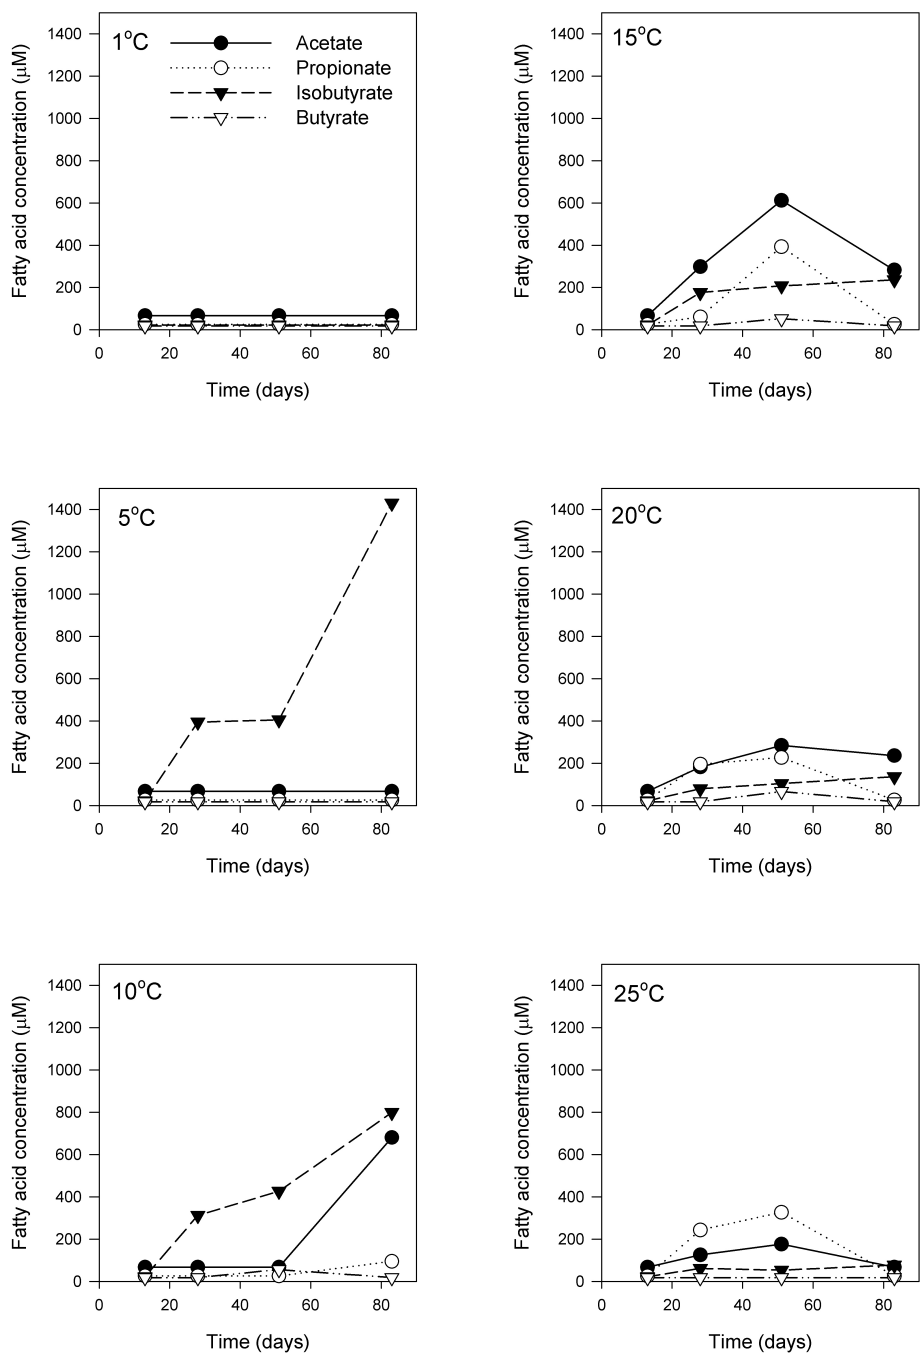 1°C
Acetate
Propionate
Isobutyrate
Butyrate
Fatty acid concentration (μM)
1400
1200
1000
800
600
400
200
0
0 20 40 60 80
Time (days)
15°C
Fatty acid concentration (μM)
1400
1200
1000
800
600
400
200
0
0 20 40 60 80
Time (days)
5°C
Fatty acid concentration (μM)
1400
1200
1000
800
600
400
200
0
0 20 40 60 80
Time (days)
20°C
Fatty acid concentration (μM)
1400
1200
1000
800
600
400
200
0
0 20 40 60 80
Time (days)
10°C
Fatty acid concentration (μM)
1400
1200
1000
800
600
400
200
0
0 20 40 60 80
Time (days)
25°C
Fatty acid concentration (μM)
1400
1200
1000
800
600
400
200
0
0 20 40 60 80
Time (days)